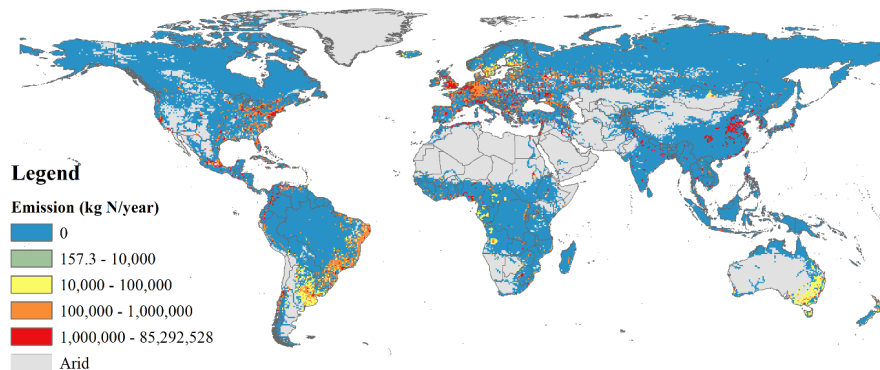 Legend
Emission (kg N/year)
0
157.3 - 10,000
10,000 - 100,000
100,000 - 1,000,000
1,000,000 - 85,292,528
Arid